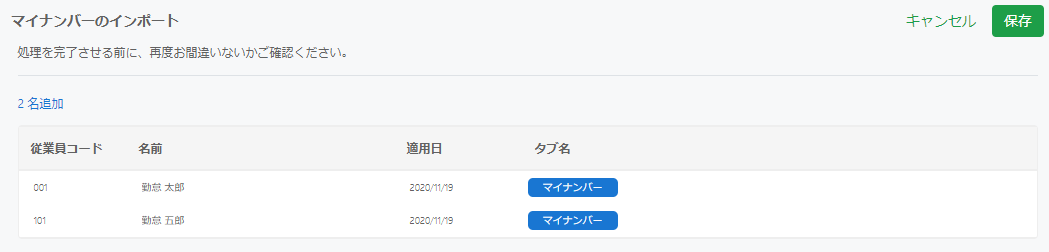 マイナンバーのインポート キャンセル 保存
処理を完了させる前に、再度お間違いないかご確認ください。
2 名追加
従業員コード 名前 適用日 タブ名
001 勤怠 太郎 2020/11/19 マイナンバー
101 勤怠 五郎 2020/11/19 マイナンバー